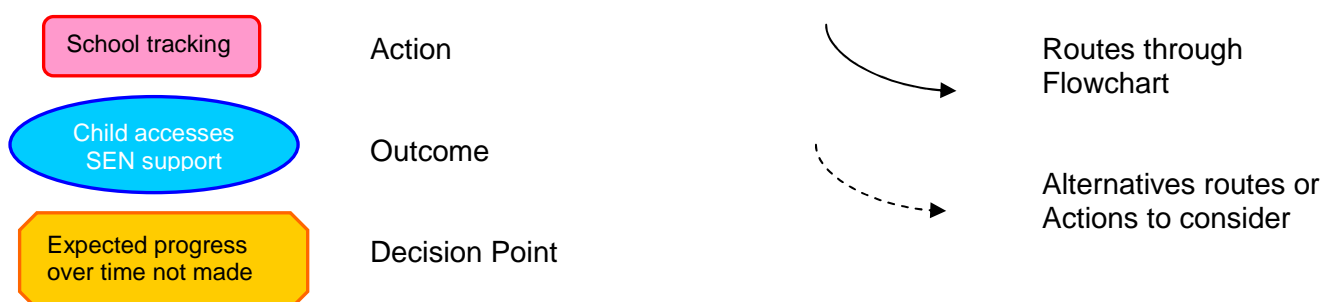 School tracking
Action
Routes through
Flowchart
Child accesses
SEN support
Outcome
Alternatives routes or
Actions to consider
Expected progress
over time not made
Decision Point